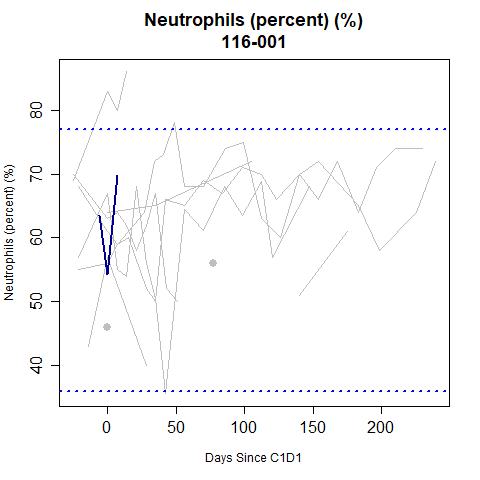 Neutrophils (percent) (%)
116-001
Neutrophils (percent) (%)
80
70
60
50
40
0 50 100 150 200
Days Since C1D1